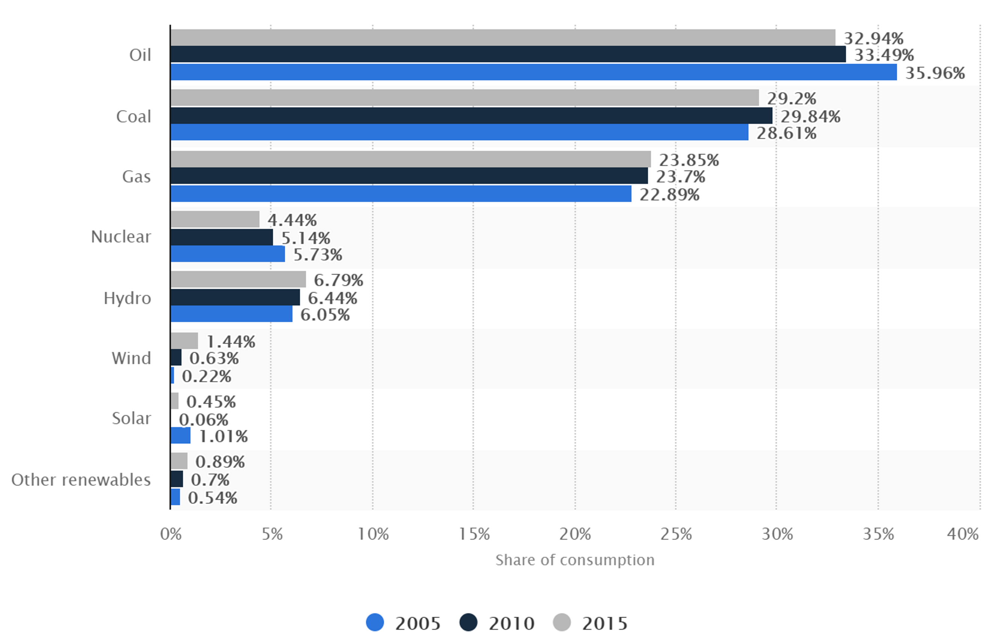 32.94%
Oil 33.49%
35.96%
29.2%
Coal 29.84%
28.61%
23.85%
Gas 23.7%
22.89%
4.44%
Nuclear 5.14%
5.73%
6.79%
Hydro 6.44%
6.05%
1.44%
Wind 0.63%
0.22%
0.45%
Solar 0.06%
1.01%
0.89%
Other renewables 0.7%
0.54%
0% 5% 10% 15% 20% 25% 30% 35% 40%
Share of consumption
2005 2010 2015